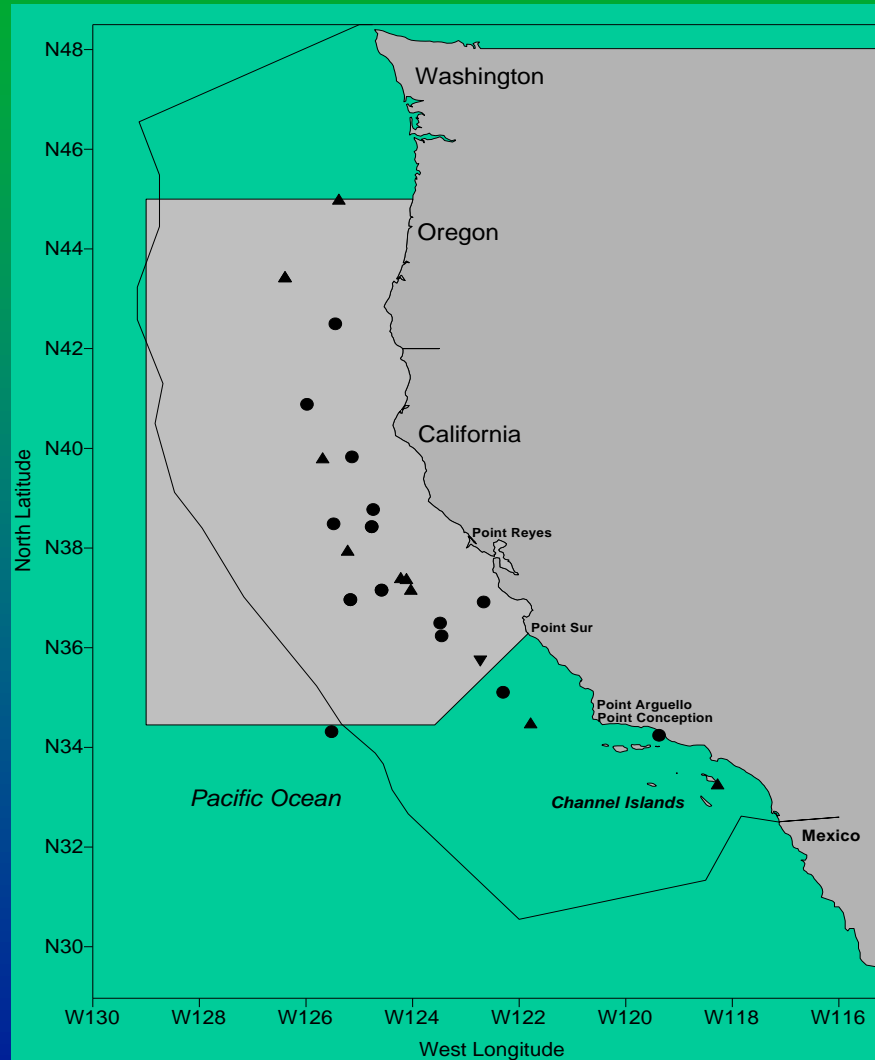 N48
Washington
N46
Oregon
N44
N42
California
N40
North Latitude
N38
Point Reyes
Point Sur
N36
Point Arguello
Point Conception
N34
Pacific Ocean
Channel Islands
Mexico
N32
N30
W130 W128 W126 W124 W122 W120 W118 W116
West Longitude